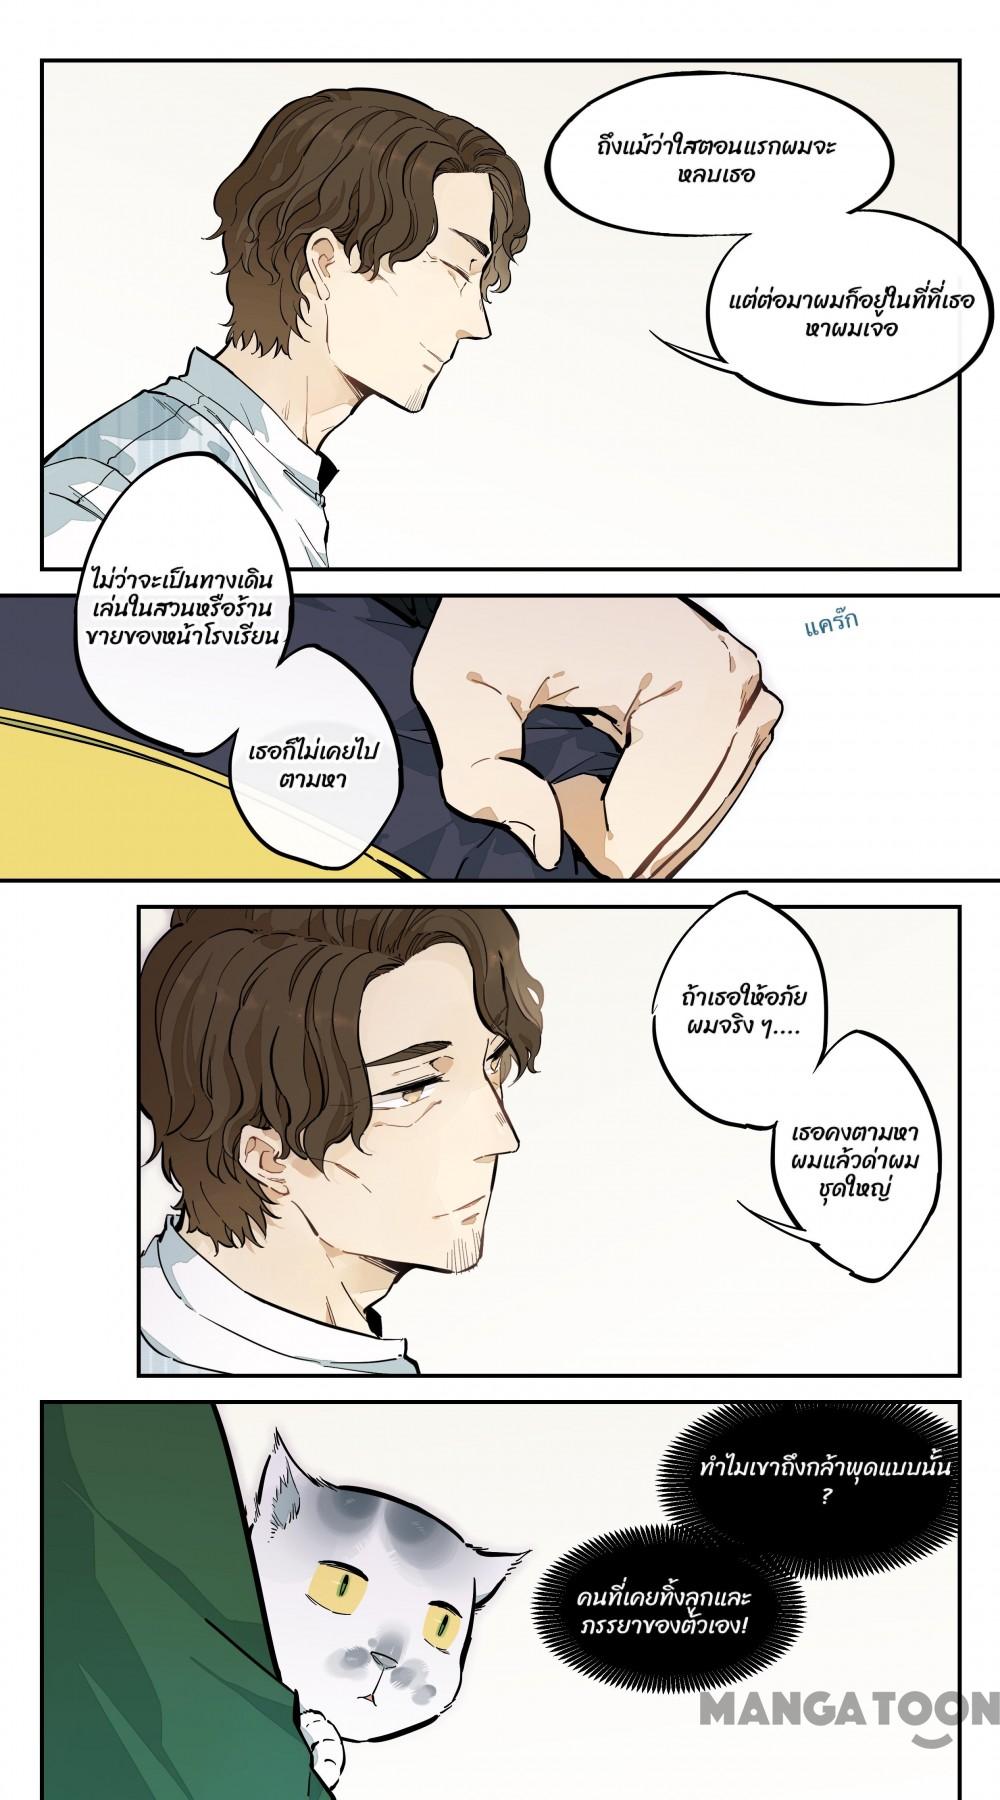 ถึงแม้ว่าใสตอนแรกผมจะ
หลบเธอ
แต่ต่อมาผมก็อยู่ในที่ที่เธอ
หาผมเจอ
ไม่ว่าจะเป็นทางเดิน
เล่นในสวนหรือร้าน
ขายของหน้าโรงเรียน
แคร๊ก
เธอก็ไม่เคยไป
ตามหา
ถ้าเธอให้อภัย
ผมจริง ๆ....
เธอคงตามหา
ผมแล้วด่าผม
ชุดใหญ่
ทำไมเขาถึงกล้าพูดแบบนั้น
?
คนที่เคยทิ้งลูกและ
ภรรยาของตัวเอง!
MANGATOON